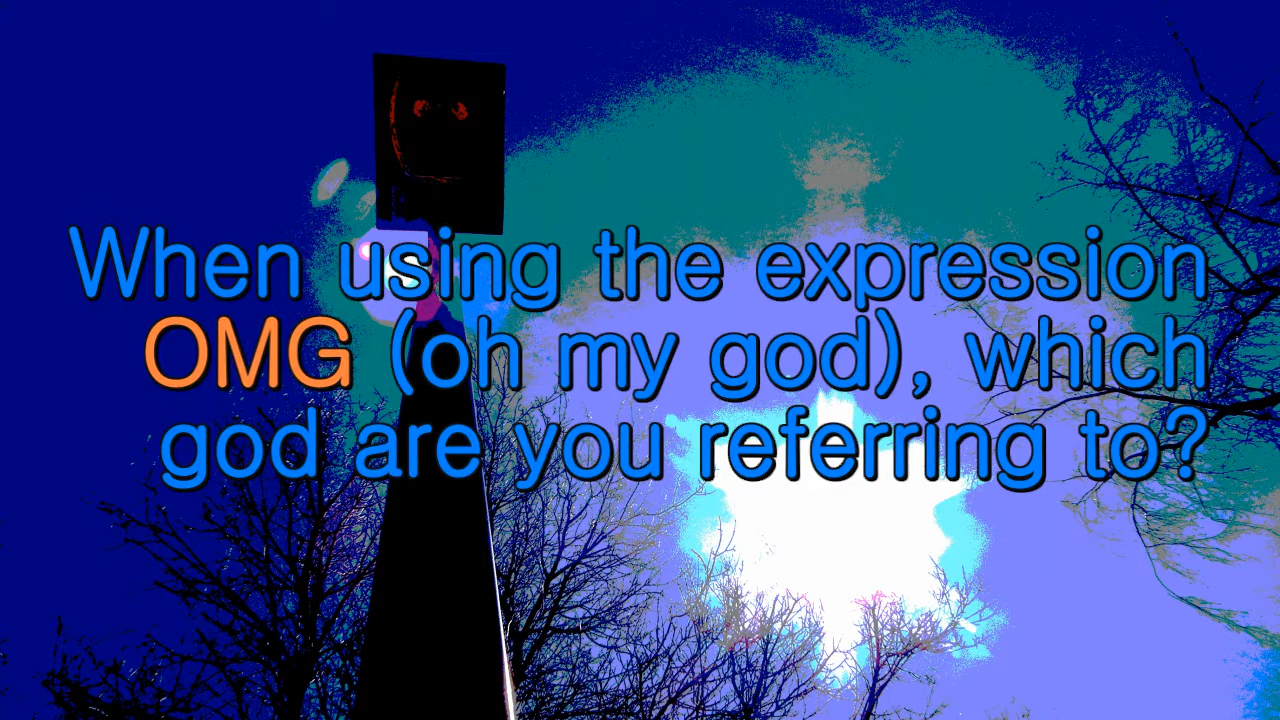 When using the expression
OMG (oh my god), which
god are you referring to?